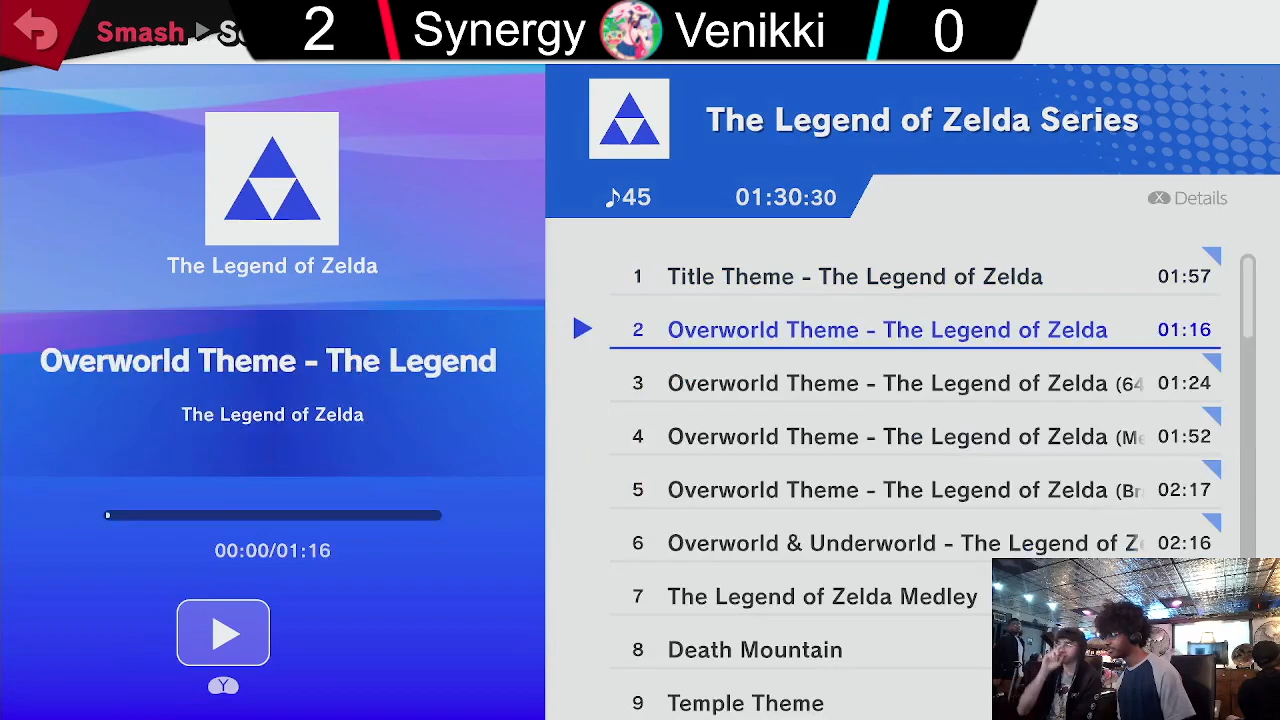 Smash
2
Synergy
Venikki
0
The Legend of Zelda
Overworld Theme - The Legend
The Legend of Zelda
00:00/01:16
Y
The Legend of Zelda Series
♪45
01:30:30
X Details
1 Title Theme - The Legend of Zelda 01:57
2 Overworld Theme - The Legend of Zelda 01:16
3 Overworld Theme - The Legend of Zelda (64 01:24
4 Overworld Theme - The Legend of Zelda (Me 01:52
5 Overworld Theme - The Legend of Zelda (Br 02:17
6 Overworld & Underworld - The Legend of Ze 02:16
7 The Legend of Zelda Medley
8 Death Mountain
9 Temple Theme